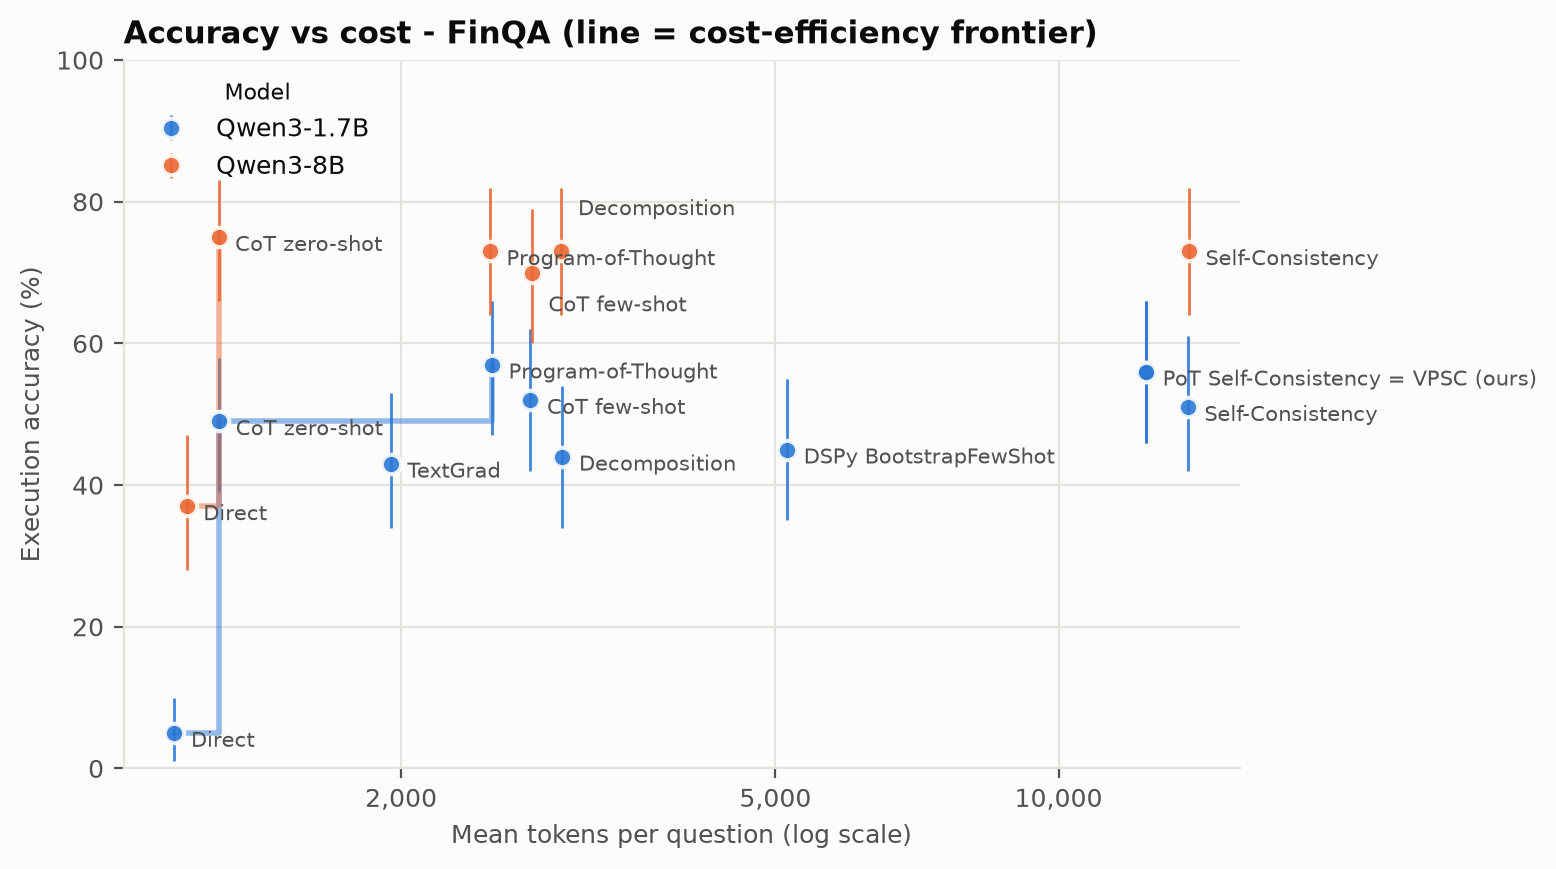 Accuracy vs cost - FinQA (line = cost-efficiency frontier)
100
80
60
40
20
0
Execution accuracy (%)
Model
Qwen3-1.7B
Qwen3-8B
Decomposition
CoT zero-shot
Program-of-Thought
Self-Consistency
CoT few-shot
Program-of-Thought
PoT Self-Consistency = VPSC (ours)
CoT few-shot
Self-Consistency
CoT zero-shot
DSPy BootstrapFewShot
Decomposition
TextGrad
Direct
Direct
2,000
5,000
10,000
Mean tokens per question (log scale)